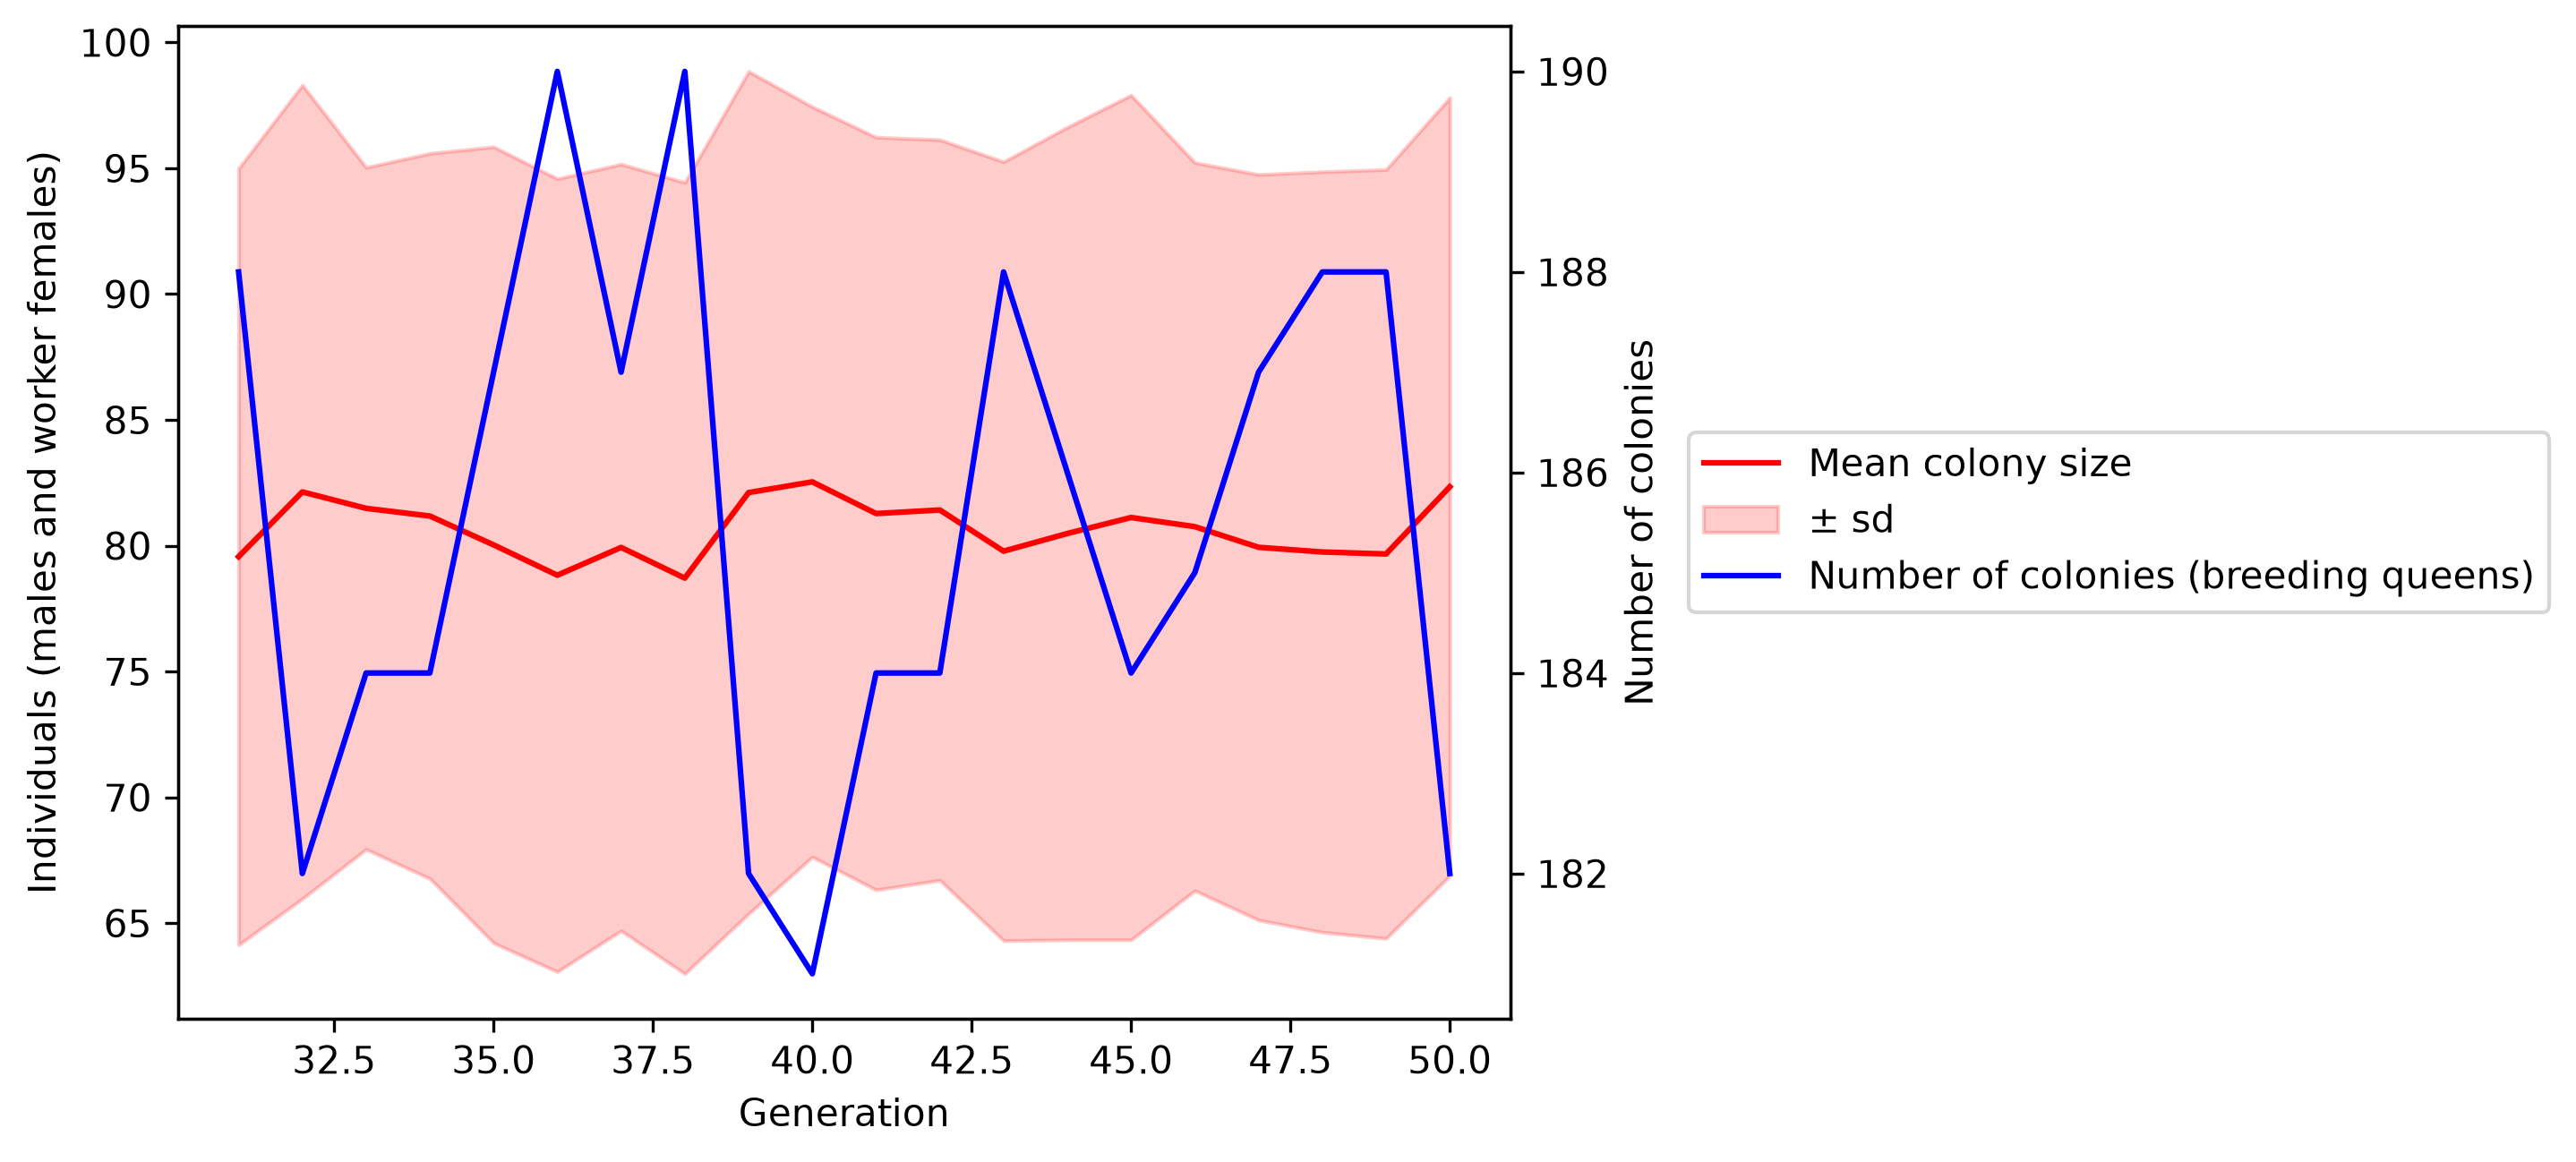 100
95
90
85
80
75
70
65
Individuals (males and worker females)
190
188
186
184
182
Number of colonies
32.5 35.0 37.5 40.0 42.5 45.0 47.5 50.0
Generation
Mean colony size
± sd
Number of colonies (breeding queens)